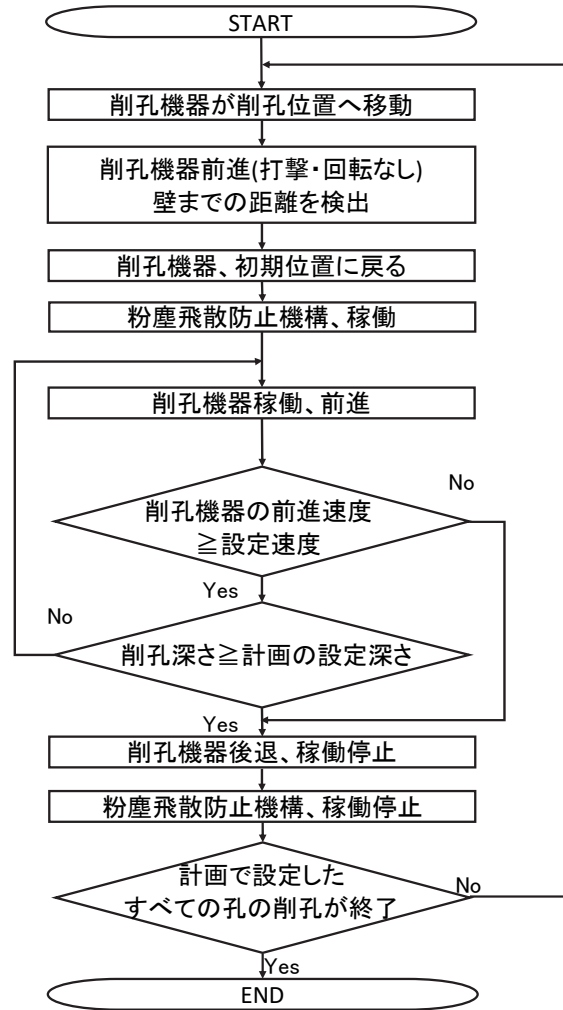 START
削孔機器が削孔位置へ移動
削孔機器前進(打撃・回転なし)
壁までの距離を検出
削孔機器、初期位置に戻る
粉塵飛散防止機構、稼働
削孔機器稼働、前進
No
削孔機器の前進速度
≧設定速度
Yes
No
削孔深さ≧計画の設定深さ
Yes
削孔機器後退、稼働停止
粉塵飛散防止機構、稼働停止
計画で設定した
すべての孔の削孔が終了
No
Yes
END